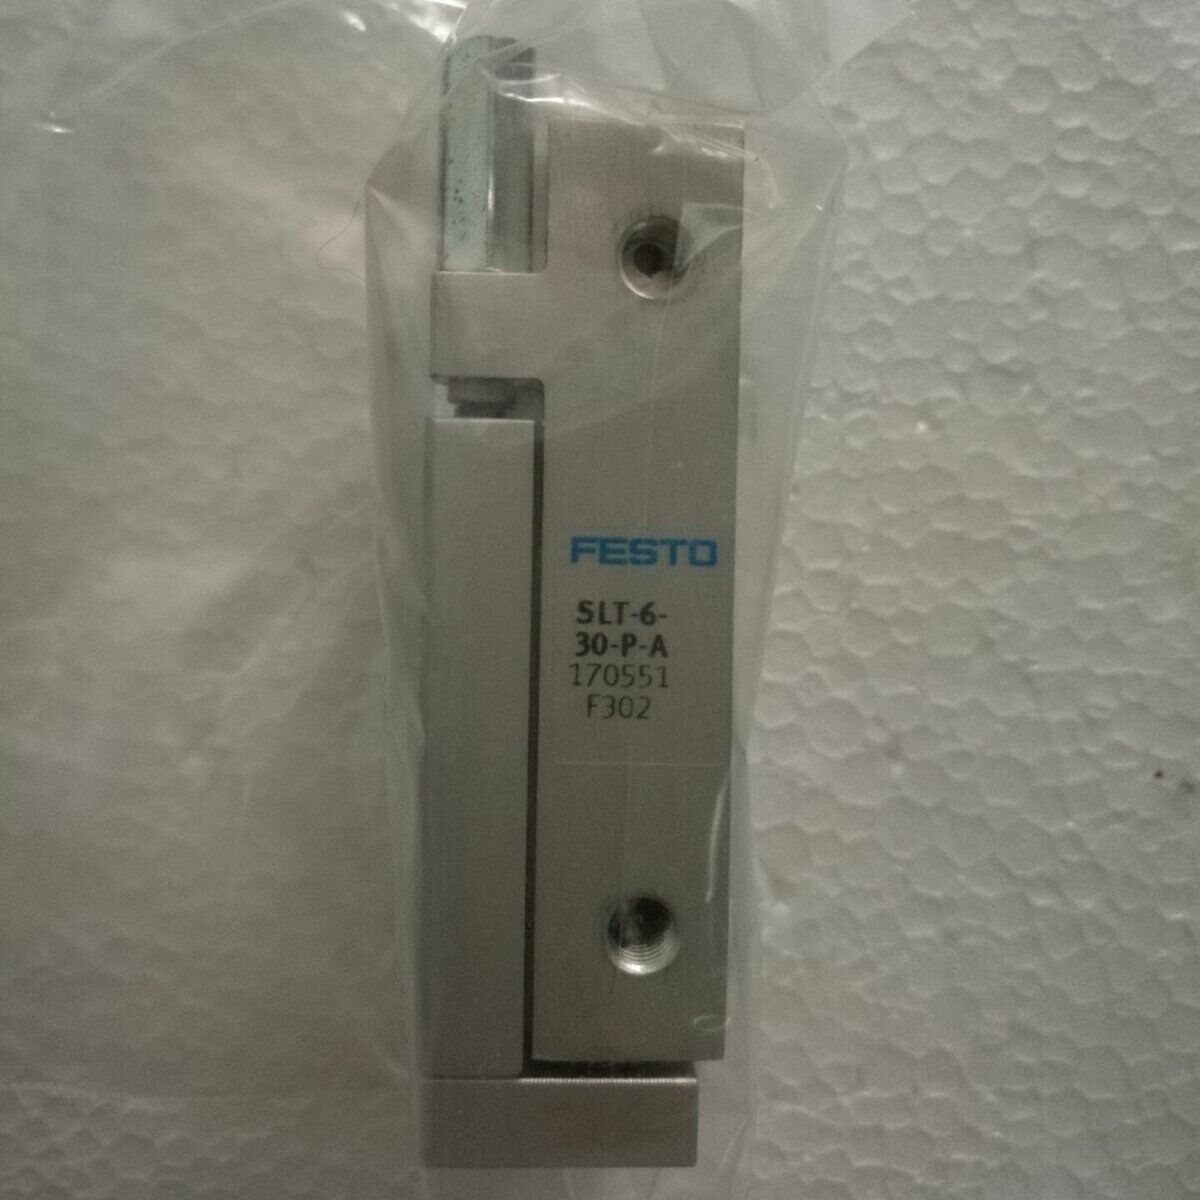 FESTO
SLT-6-
30-P-A
170551
F302